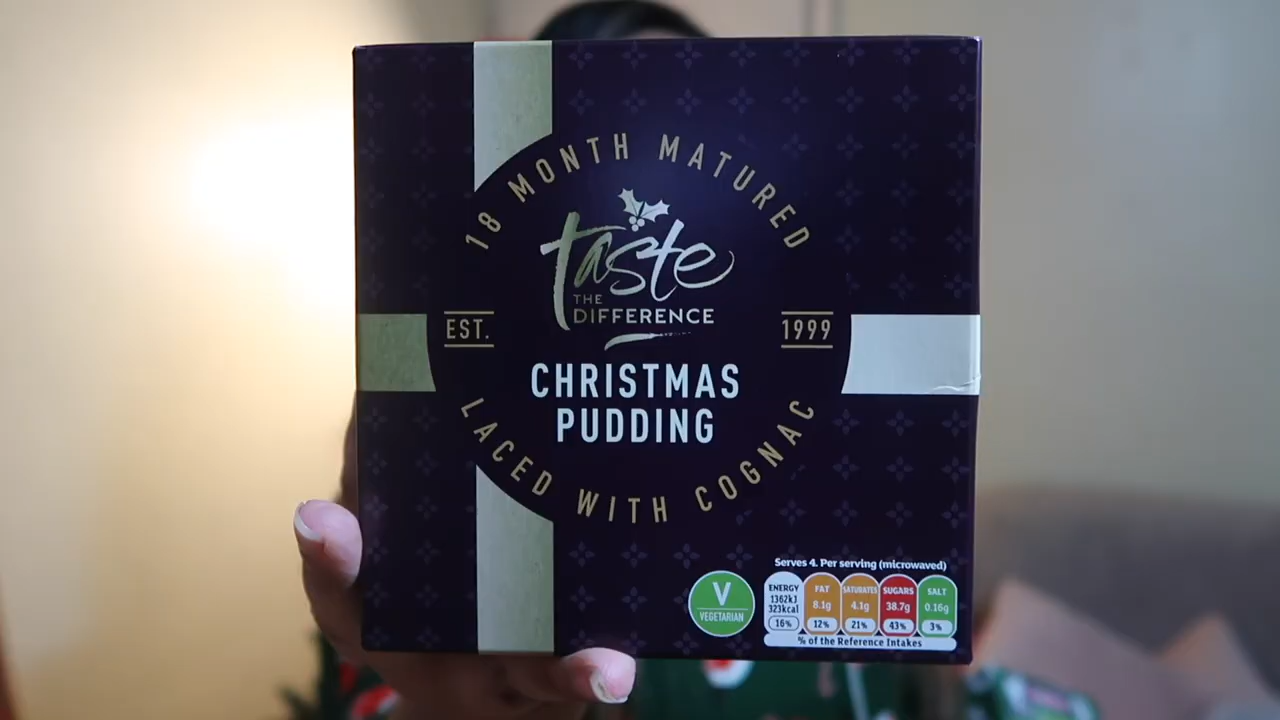 18 MONTH MATURED
taste
THE
DIFFERENCE
EST.
1999
CHRISTMAS
PUDDING
LACED WITH COGNAC
Serves 4. Per serving (microwaved)
V
VEGETARIAN
ENERGY
1362kJ
323kcal
16%
FAT
8.1g
12%
SATURATES
4.1g
21%
SUGARS
38.7g
43%
SALT
0.16g
3%
% of the Reference Intakes